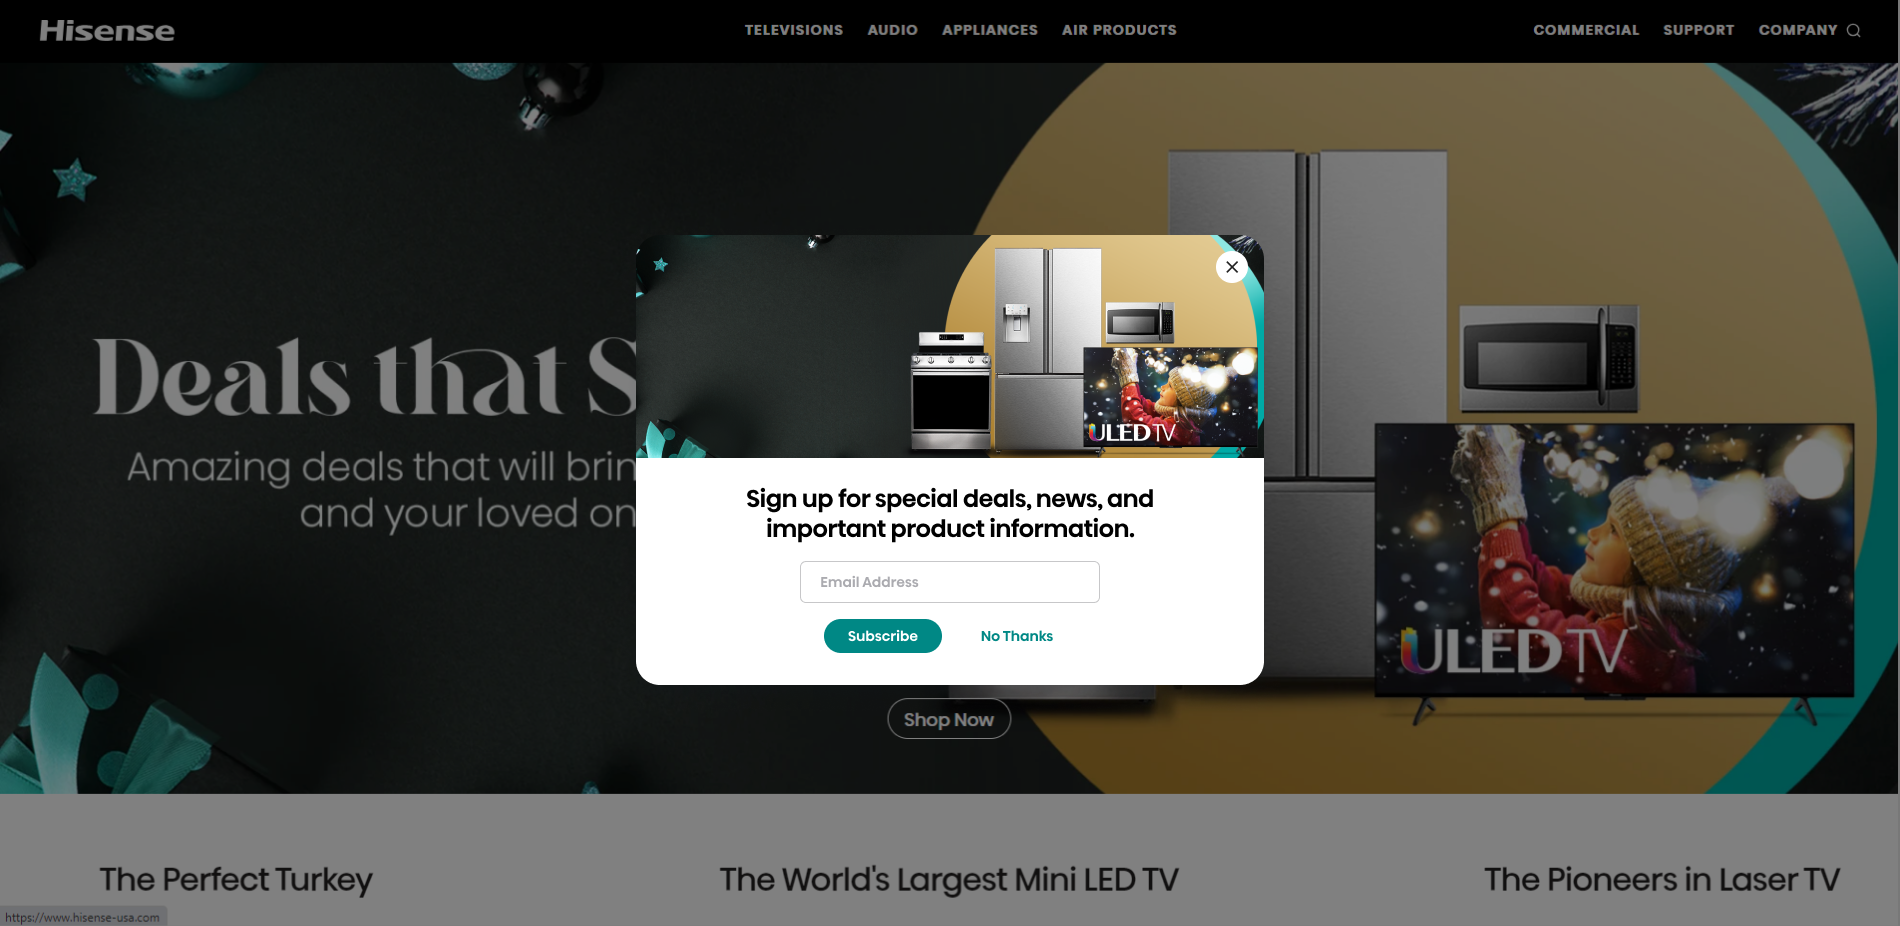 Hisense
TELEVISIONS AUDIO APPLIANCES AIR PRODUCTS
COMMERCIAL SUPPORT COMPANY
Deals that S
Amazing deals that will brin
and your loved on
ULED TV
Sign up for special deals, news, and
important product information.
Email Address
Subscribe No Thanks
ULED TV
Shop Now
The Perfect Turkey
The World's Largest Mini LED TV
The Pioneers in Laser TV
https://www.hisense-usa.com